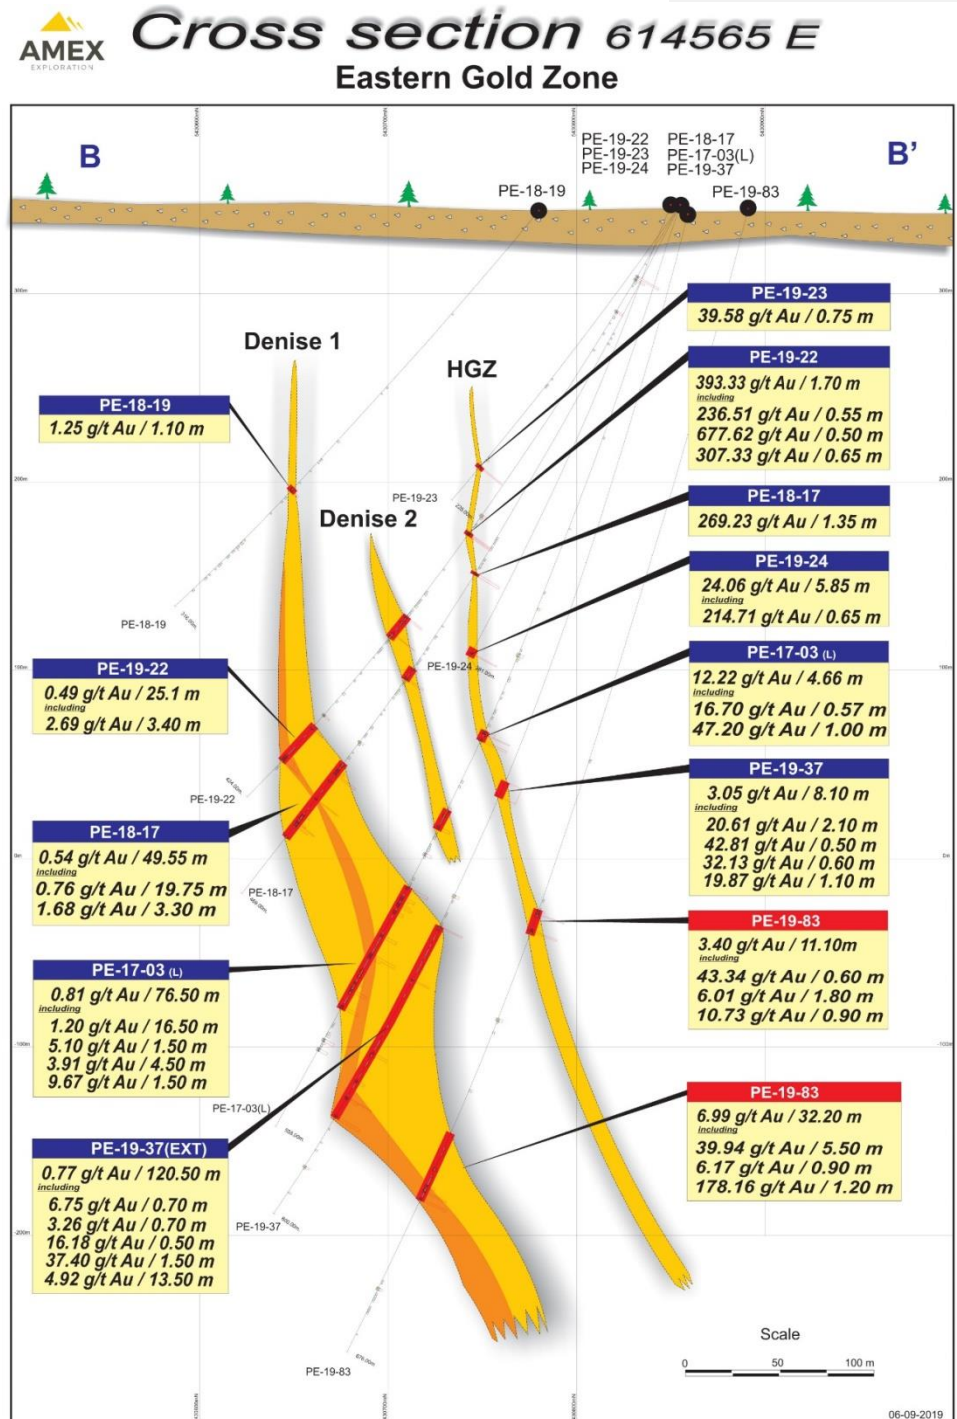 AMEX
EXPLORATION
Cross section 614565 E
Eastern Gold Zone
B
B'
PE-19-22
PE-19-23
PE-19-24
PE-18-17
PE-17-03(L)
PE-19-37
PE-18-19
PE-19-83
300m
Denise 1
HGZ
Denise 2
PE-18-19
1.25 g/t Au / 1.10 m
200m
PE-19-23
39.58 g/t Au / 0.75 m
PE-19-22
393.33 g/t Au / 1.70 m
including
236.51 g/t Au / 0.55 m
677.62 g/t Au / 0.50 m
307.33 g/t Au / 0.65 m
PE-19-23
PE-18-17
269.23 g/t Au / 1.35 m
PE-18-19
PE-19-24
24.06 g/t Au / 5.85 m
including
214.71 g/t Au / 0.65 m
PE-19-24
100m
100m
PE-19-22
0.49 g/t Au / 25.1 m
including
2.69 g/t Au / 3.40 m
PE-17-03 (L)
12.22 g/t Au / 4.66 m
including
16.70 g/t Au / 0.57 m
47.20 g/t Au / 1.00 m
PE-19-22
PE-19-37
3.05 g/t Au / 8.10 m
including
20.61 g/t Au / 2.10 m
42.81 g/t Au / 0.50 m
32.13 g/t Au / 0.60 m
19.87 g/t Au / 1.10 m
PE-18-17
0.54 g/t Au / 49.55 m
including
0.76 g/t Au / 19.75 m
1.68 g/t Au / 3.30 m
0m
0m
PE-18-17
PE-19-83
3.40 g/t Au / 11.10m
including
43.34 g/t Au / 0.60 m
6.01 g/t Au / 1.80 m
10.73 g/t Au / 0.90 m
PE-17-03 (L)
0.81 g/t Au / 76.50 m
including
1.20 g/t Au / 16.50 m
5.10 g/t Au / 1.50 m
3.91 g/t Au / 4.50 m
9.67 g/t Au / 1.50 m
-100m
-100m
PE-17-03(L)
PE-19-83
6.99 g/t Au / 32.20 m
including
39.94 g/t Au / 5.50 m
6.17 g/t Au / 0.90 m
178.16 g/t Au / 1.20 m
PE-19-37(EXT)
0.77 g/t Au / 120.50 m
including
6.75 g/t Au / 0.70 m
3.26 g/t Au / 0.70 m
16.18 g/t Au / 0.50 m
37.40 g/t Au / 1.50 m
4.92 g/t Au / 13.50 m
PE-19-37
-200m
-200m
PE-19-83
Scale
0 50 100 m
06-09-2019